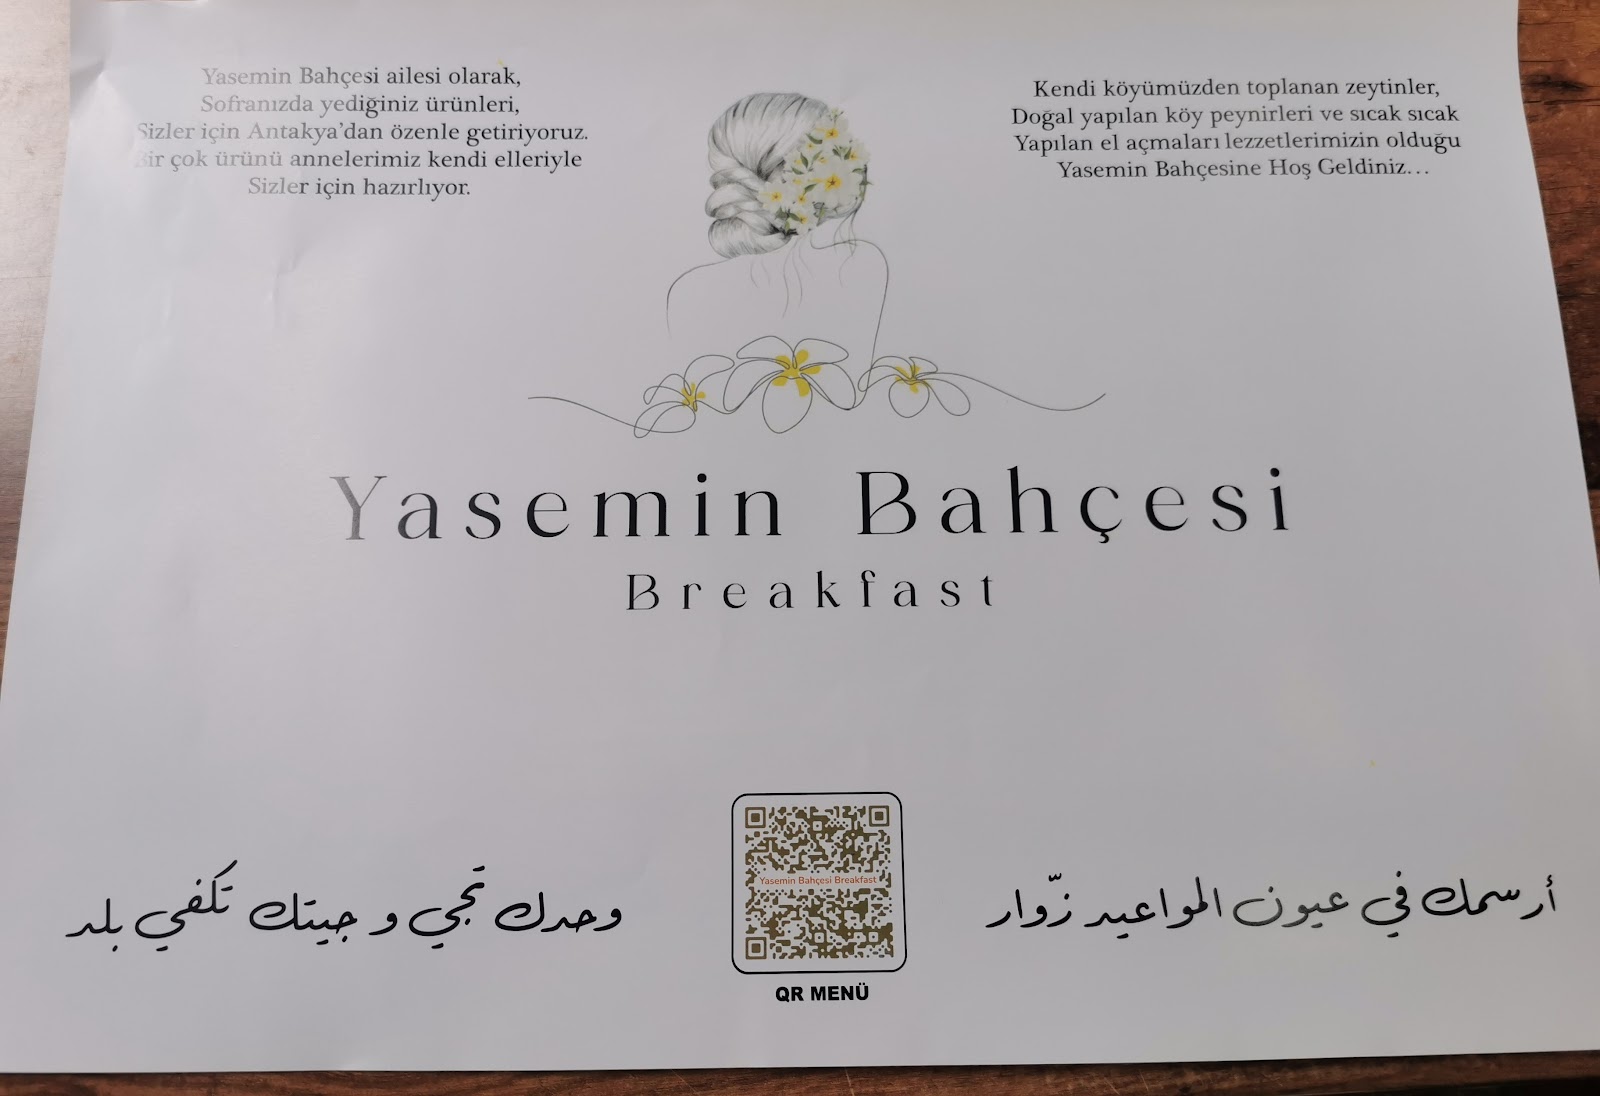 Yasemin Bahçesi ailesi olarak,
Sofranızda yediğiniz ürünleri,
Sizler için Antakya'dan özenle getiriyoruz.
Bir çok ürünü annelerimiz kendi elleriyle
Sizler için hazırlıyor.
Kendi köyümüzden toplanan zeytinler,
Doğal yapılan köy peynirleri ve sıcak sıcak
Yapılan el açmaları lezzetlerimizin olduğu
Yasemin Bahçesine Hoş Geldiniz...
Yasemin Bahçesi
Breakfast
أرسمك في عيون المواعيد زوّار
وحدك تجي و جيتك تكفي بلد
Yasemin Bahçesi Breakfast
QR MENÜ